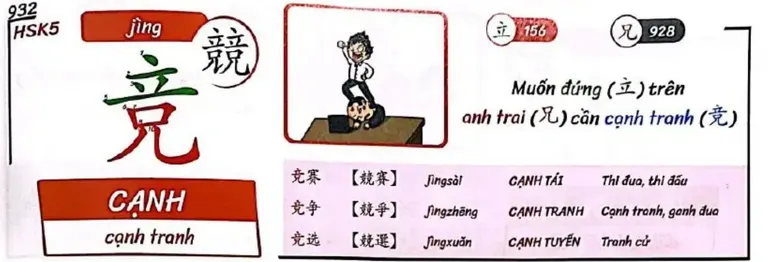 932
HSK5
jìng
競
竞
CẠNH
cạnh tranh
立 156
兄 928
Muốn đứng (立) trên
anh trai (兄) cần cạnh tranh (竞)
竞赛 【競賽】 Jìngsài CẠNH TÁI Thi đua, thi đấu
竞争 【競爭】 Jìngzhēng CẠNH TRANH Cạnh tranh, ganh đua
竞选 【競選】 Jìngxuǎn CẠNH TUYỂN Tranh cử